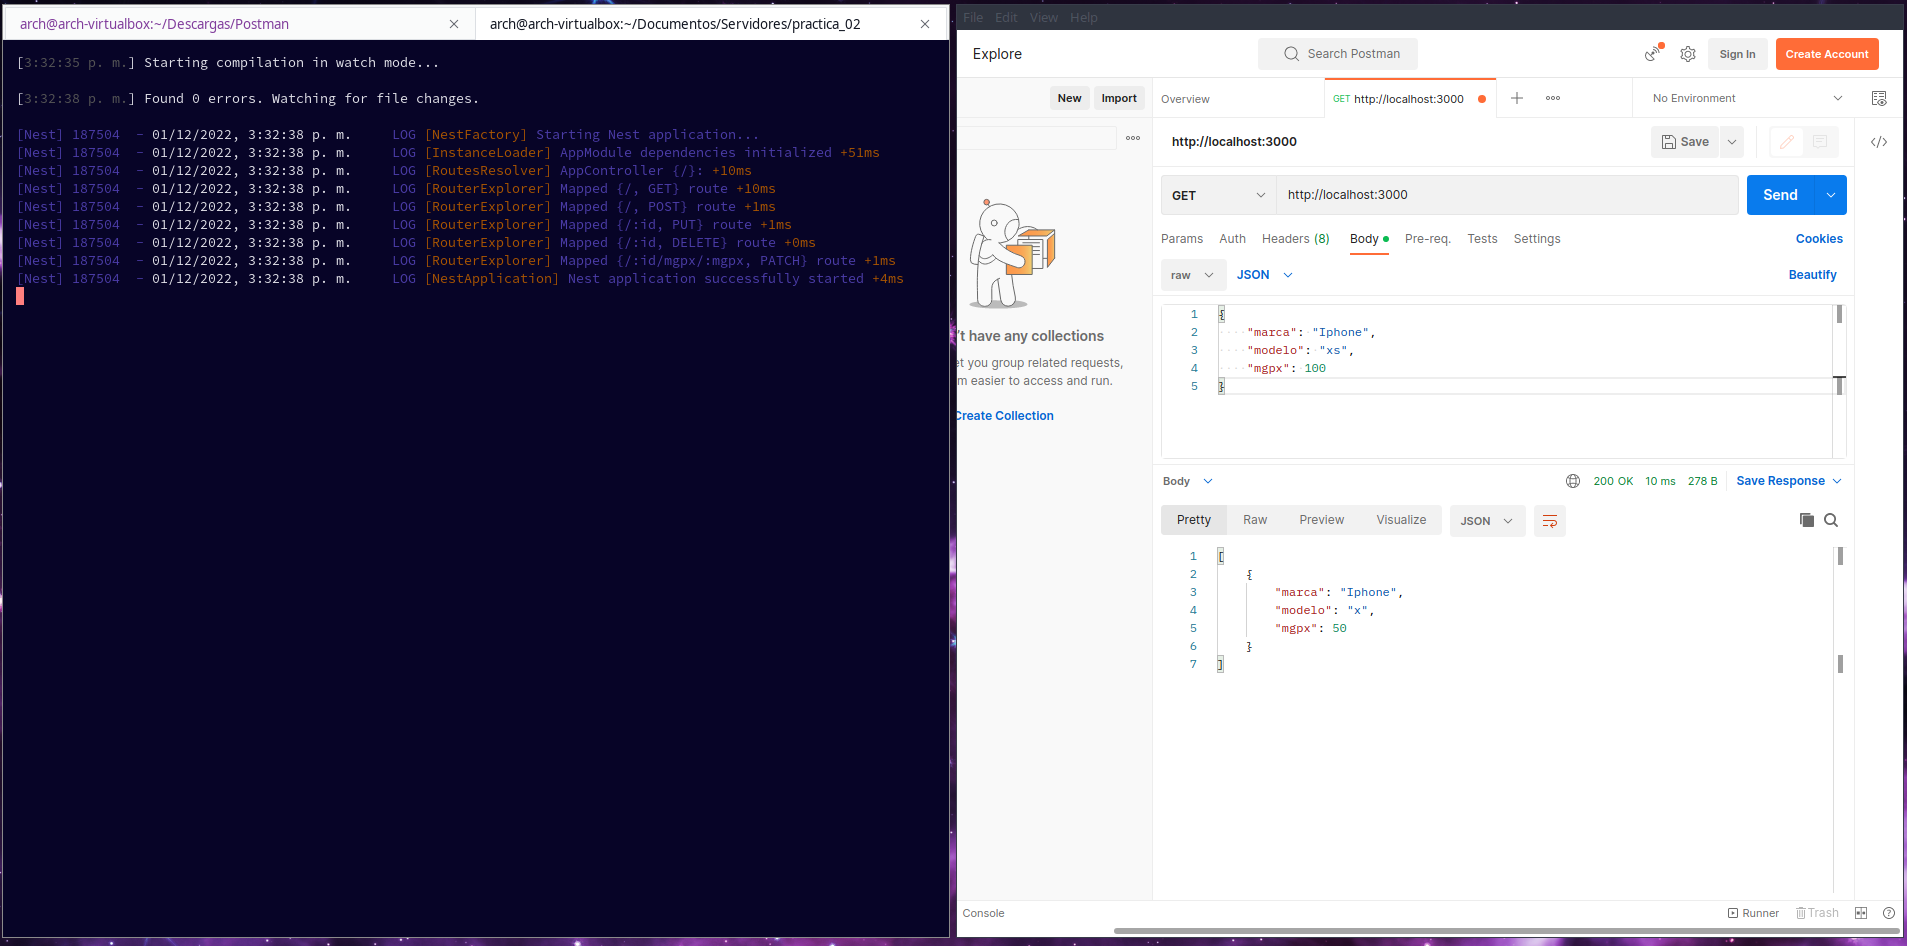 arch@arch-virtualbox:~/Descargas/Postman
arch@arch-virtualbox:~/Documentos/Servidores/practica_02
[3:32:35 p. m.] Starting compilation in watch mode...
[3:32:38 p. m.] Found 0 errors. Watching for file changes.
[Nest] 187504  - 01/12/2022, 3:32:38 p. m.     LOG [NestFactory] Starting Nest application...
[Nest] 187504  - 01/12/2022, 3:32:38 p. m.     LOG [InstanceLoader] AppModule dependencies initialized +51ms
[Nest] 187504  - 01/12/2022, 3:32:38 p. m.     LOG [RoutesResolver] AppController {/}: +10ms
[Nest] 187504  - 01/12/2022, 3:32:38 p. m.     LOG [RouterExplorer] Mapped {/, GET} route +10ms
[Nest] 187504  - 01/12/2022, 3:32:38 p. m.     LOG [RouterExplorer] Mapped {/, POST} route +1ms
[Nest] 187504  - 01/12/2022, 3:32:38 p. m.     LOG [RouterExplorer] Mapped {/:id, PUT} route +1ms
[Nest] 187504  - 01/12/2022, 3:32:38 p. m.     LOG [RouterExplorer] Mapped {/:id, DELETE} route +0ms
[Nest] 187504  - 01/12/2022, 3:32:38 p. m.     LOG [RouterExplorer] Mapped {/:id/mgpx/:mgpx, PATCH} route +1ms
[Nest] 187504  - 01/12/2022, 3:32:38 p. m.     LOG [NestApplication] Nest application successfully started +4ms
File Edit View Help
Explore
Search Postman
Sign In
Create Account
New
Import
Overview
GET http://localhost:3000
No Environment
http://localhost:3000
Save
't have any collections
et you group related requests,
m easier to access and run.
Create Collection
GET
http://localhost:3000
Send
Params Auth Headers (8) Body Pre-req. Tests Settings
Cookies
raw
JSON
Beautify
1 {
2 "marca": "Iphone",
3 "modelo": "xs",
4 "mgpx": 100
5 }
Body
200 OK 10 ms 278 B
Save Response
Pretty Raw Preview Visualize
JSON
1 [
2 {
3 "marca": "Iphone",
4 "modelo": "x",
5 "mgpx": 50
6 }
7 ]
Console
Runner
Trash